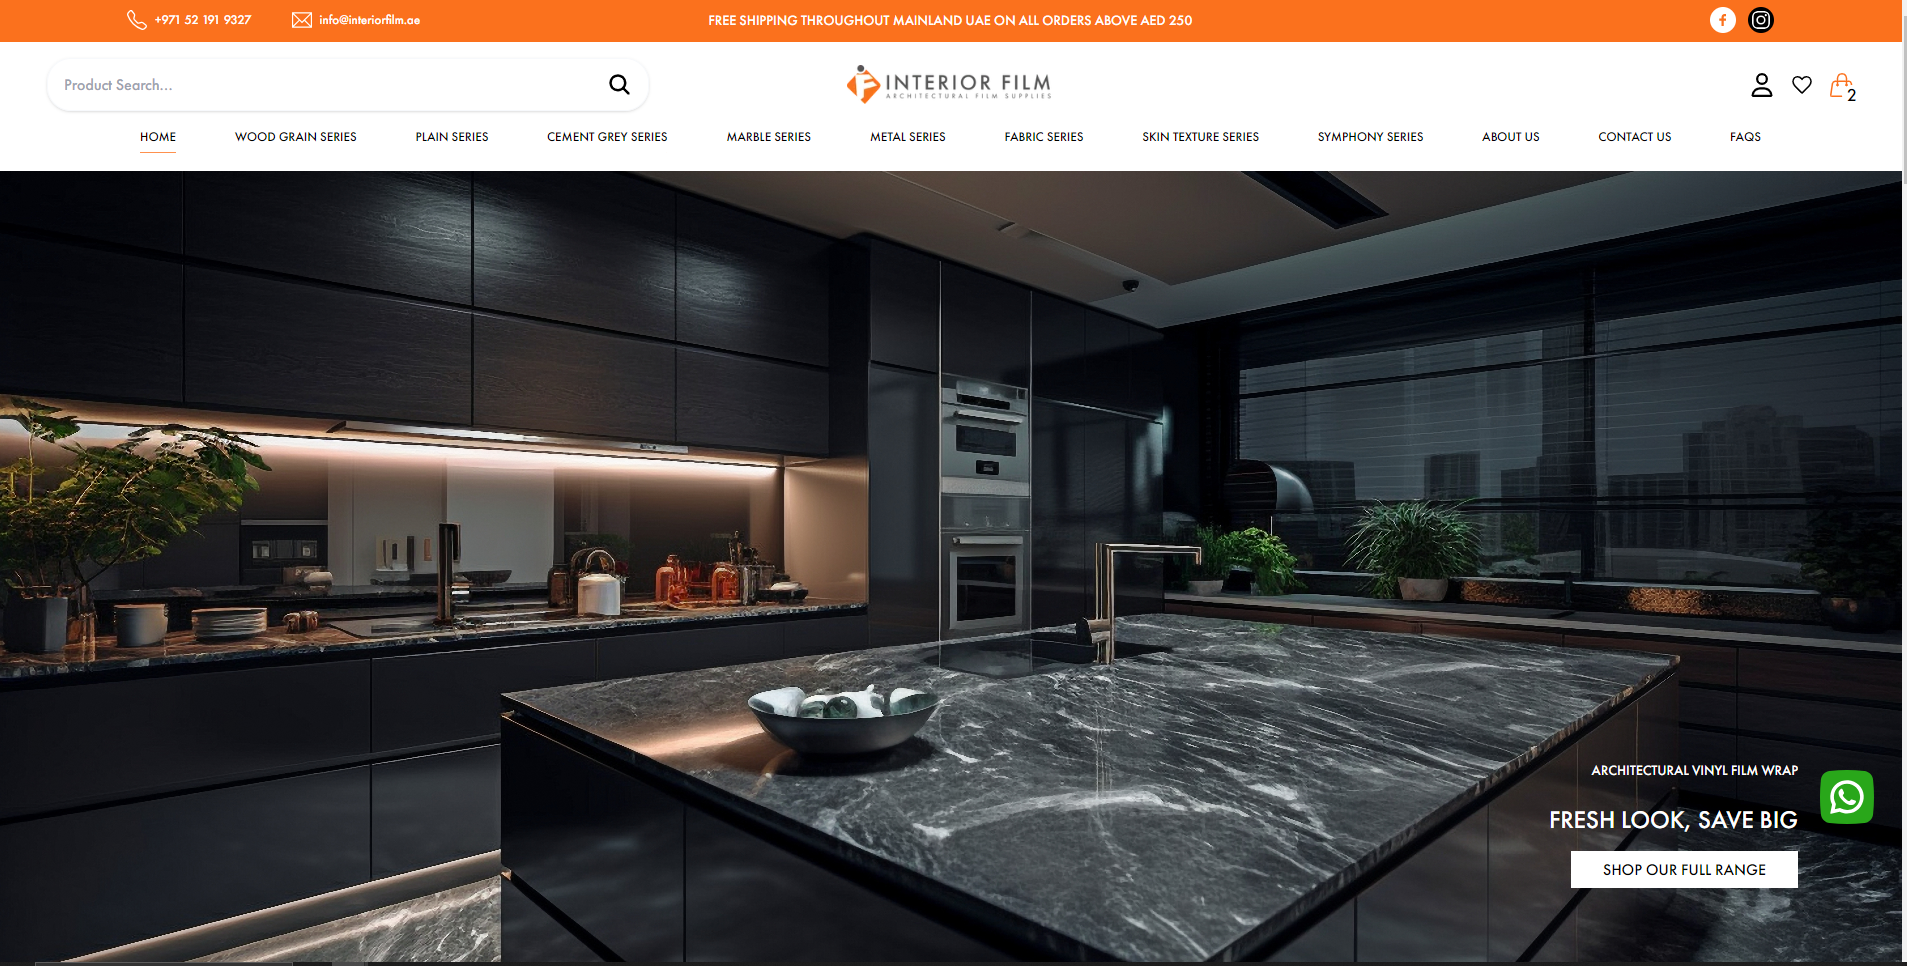 +971 52 191 9327
info@interiorfilm.ae
FREE SHIPPING THROUGHOUT MAINLAND UAE ON ALL ORDERS ABOVE AED 250
Product Search...
INTERIOR FILM
ARCHITECTURAL FILM SUPPLIES
2
HOME
WOOD GRAIN SERIES
PLAIN SERIES
CEMENT GREY SERIES
MARBLE SERIES
METAL SERIES
FABRIC SERIES
SKIN TEXTURE SERIES
SYMPHONY SERIES
ABOUT US
CONTACT US
FAQS
ARCHITECTURAL VINYL FILM WRAP
FRESH LOOK, SAVE BIG
SHOP OUR FULL RANGE